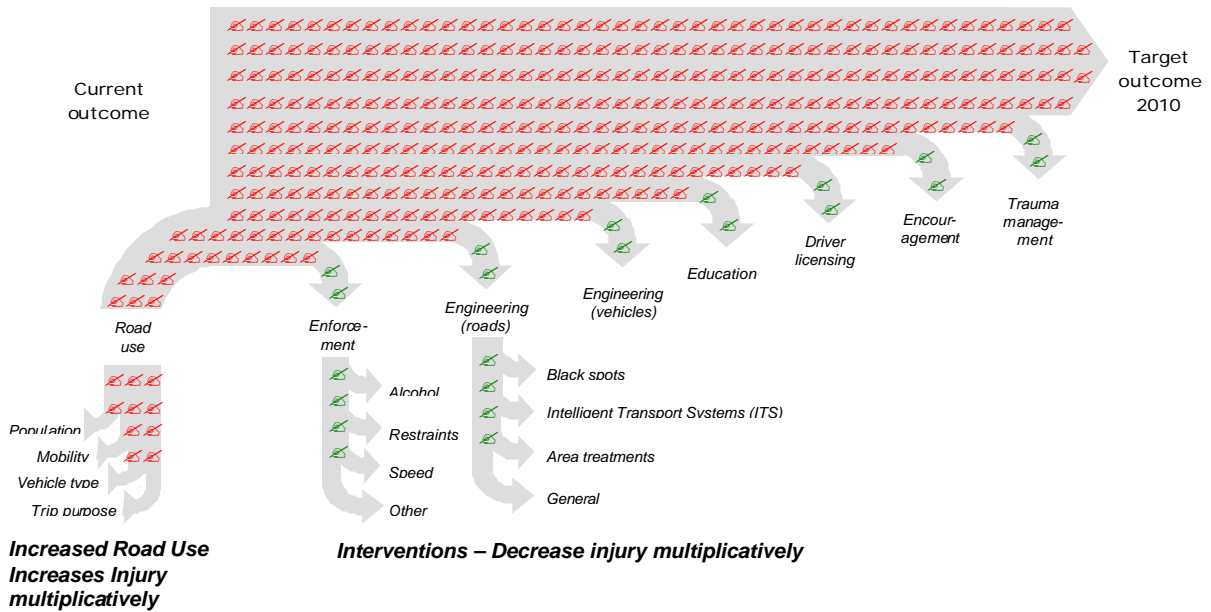 Current
outcome
Target
outcome
2010
Trauma
manage-
ment
Encour-
agement
Driver
licensing
Education
Engineering
(vehicles)
Engineering
(roads)
Enforce-
ment
Road
use
Population
Mobility
Vehicle type
Trip purpose
Alcohol
Restraints
Speed
Other
Black spots
Intelligent Transport Systems (ITS)
Area treatments
General
Increased Road Use
Increases Injury
multiplicatively
Interventions – Decrease injury multiplicatively